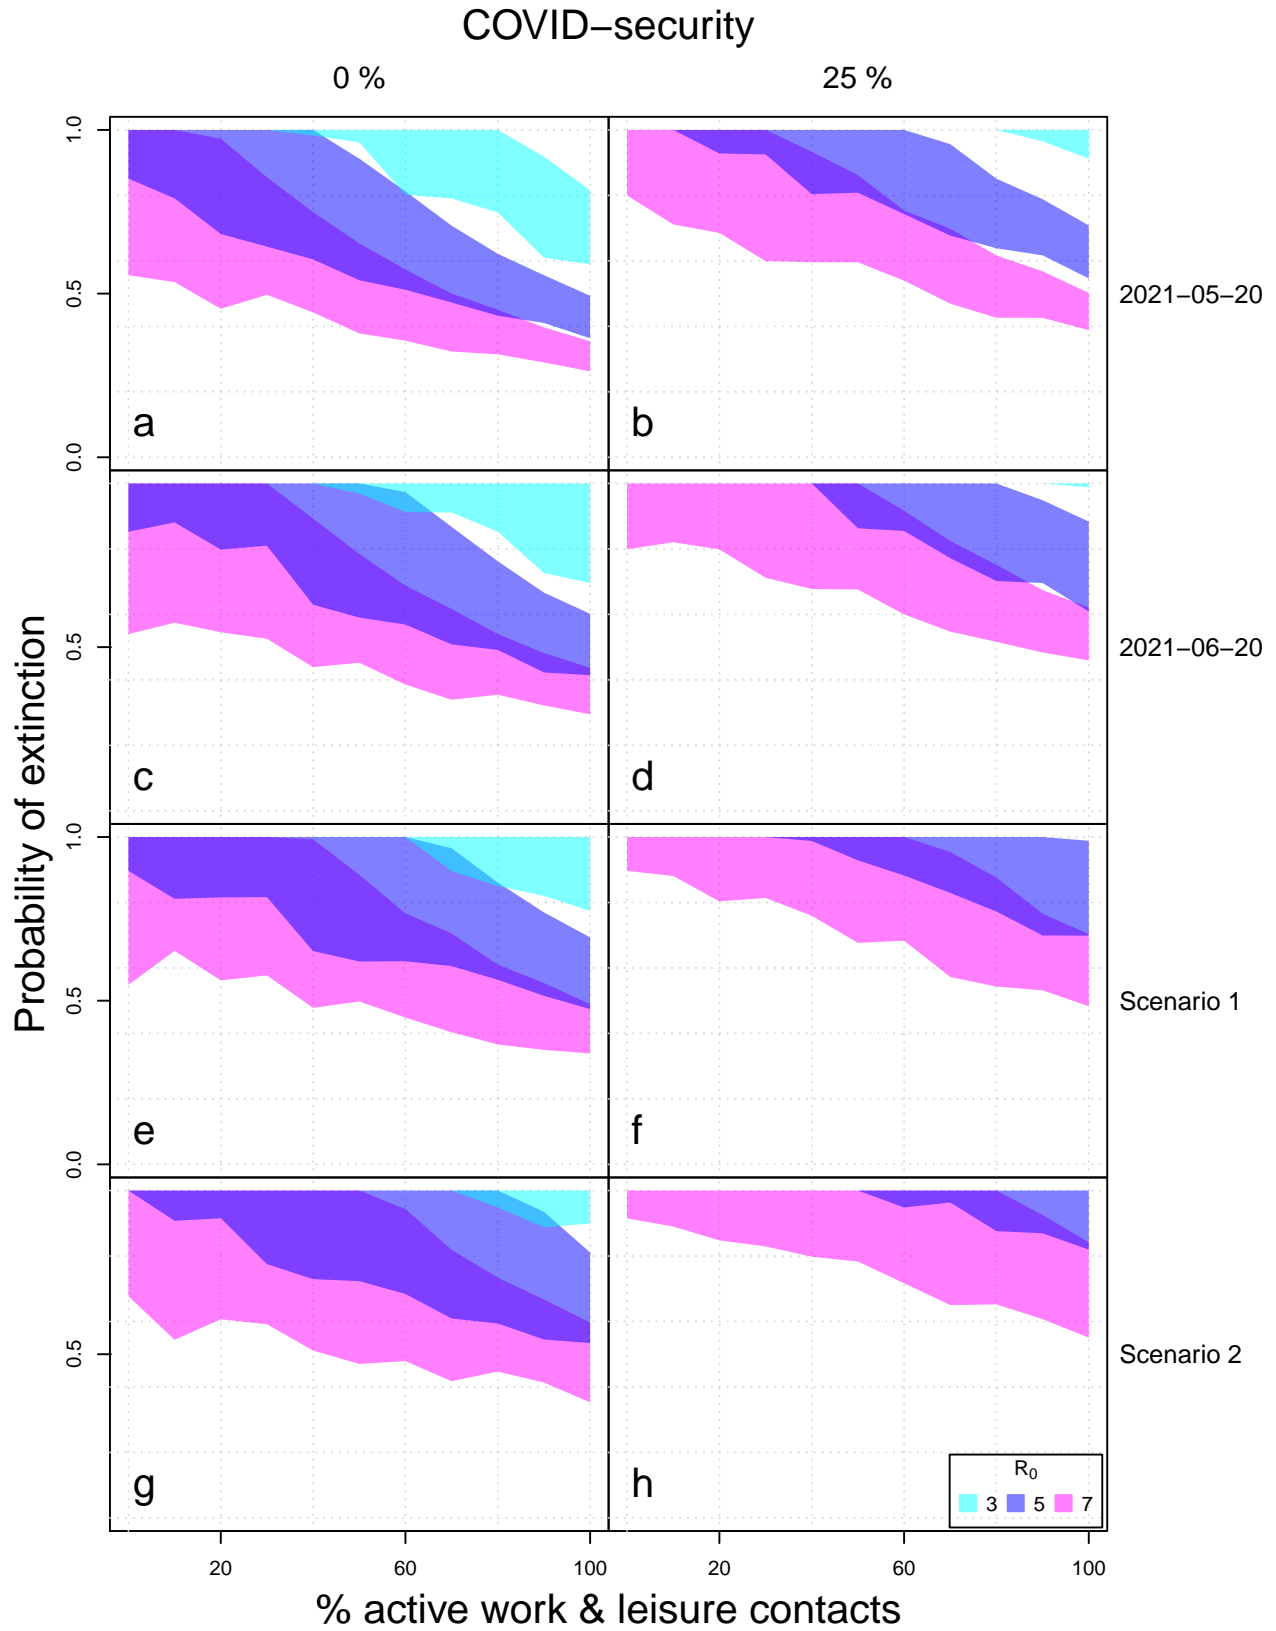 COVID−security
0 %
25 %
1.0
0.5
0.0
a
b
2021−05−20
0.5
c
d
2021−06−20
Probability of extinction
1.0
0.5
0.0
e
f
Scenario 1
0.5
g
h
Scenario 2
R0
3 5 7
20 60 100 20 60 100
% active work & leisure contacts